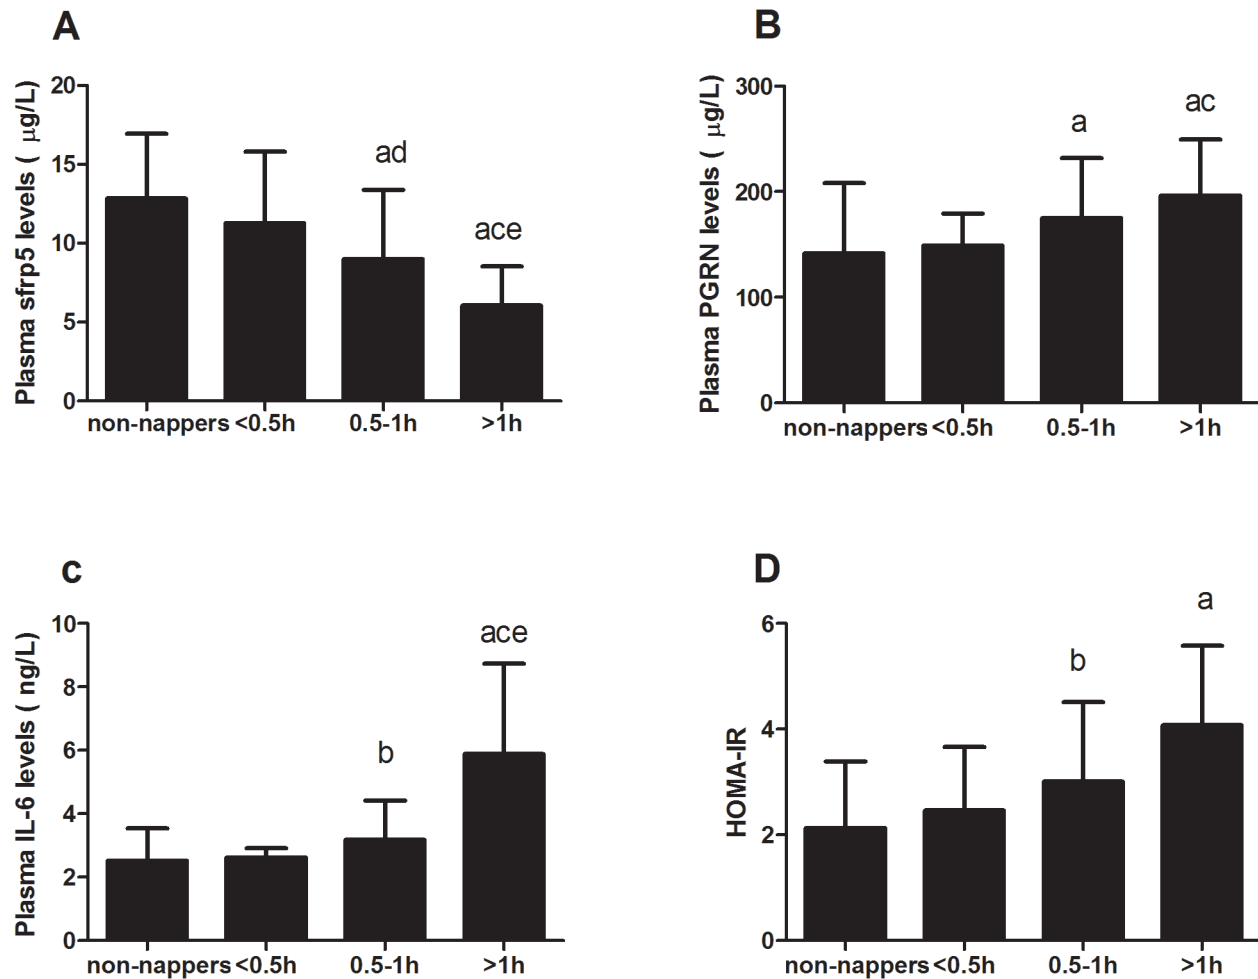 A
Plasma sfrp5 levels ( μg/L)
20
15
10
5
0
ad
ace
non-nappers <0.5h 0.5-1h >1h
B
Plasma PGRN levels ( μg/L)
300
200
100
0
a
ac
non-nappers <0.5h 0.5-1h >1h
c
Plasma IL-6 levels ( ng/L)
10
8
6
4
2
0
b
ace
non-nappers <0.5h 0.5-1h >1h
D
HOMA-IR
6
4
2
0
b
a
non-nappers <0.5h 0.5-1h >1h